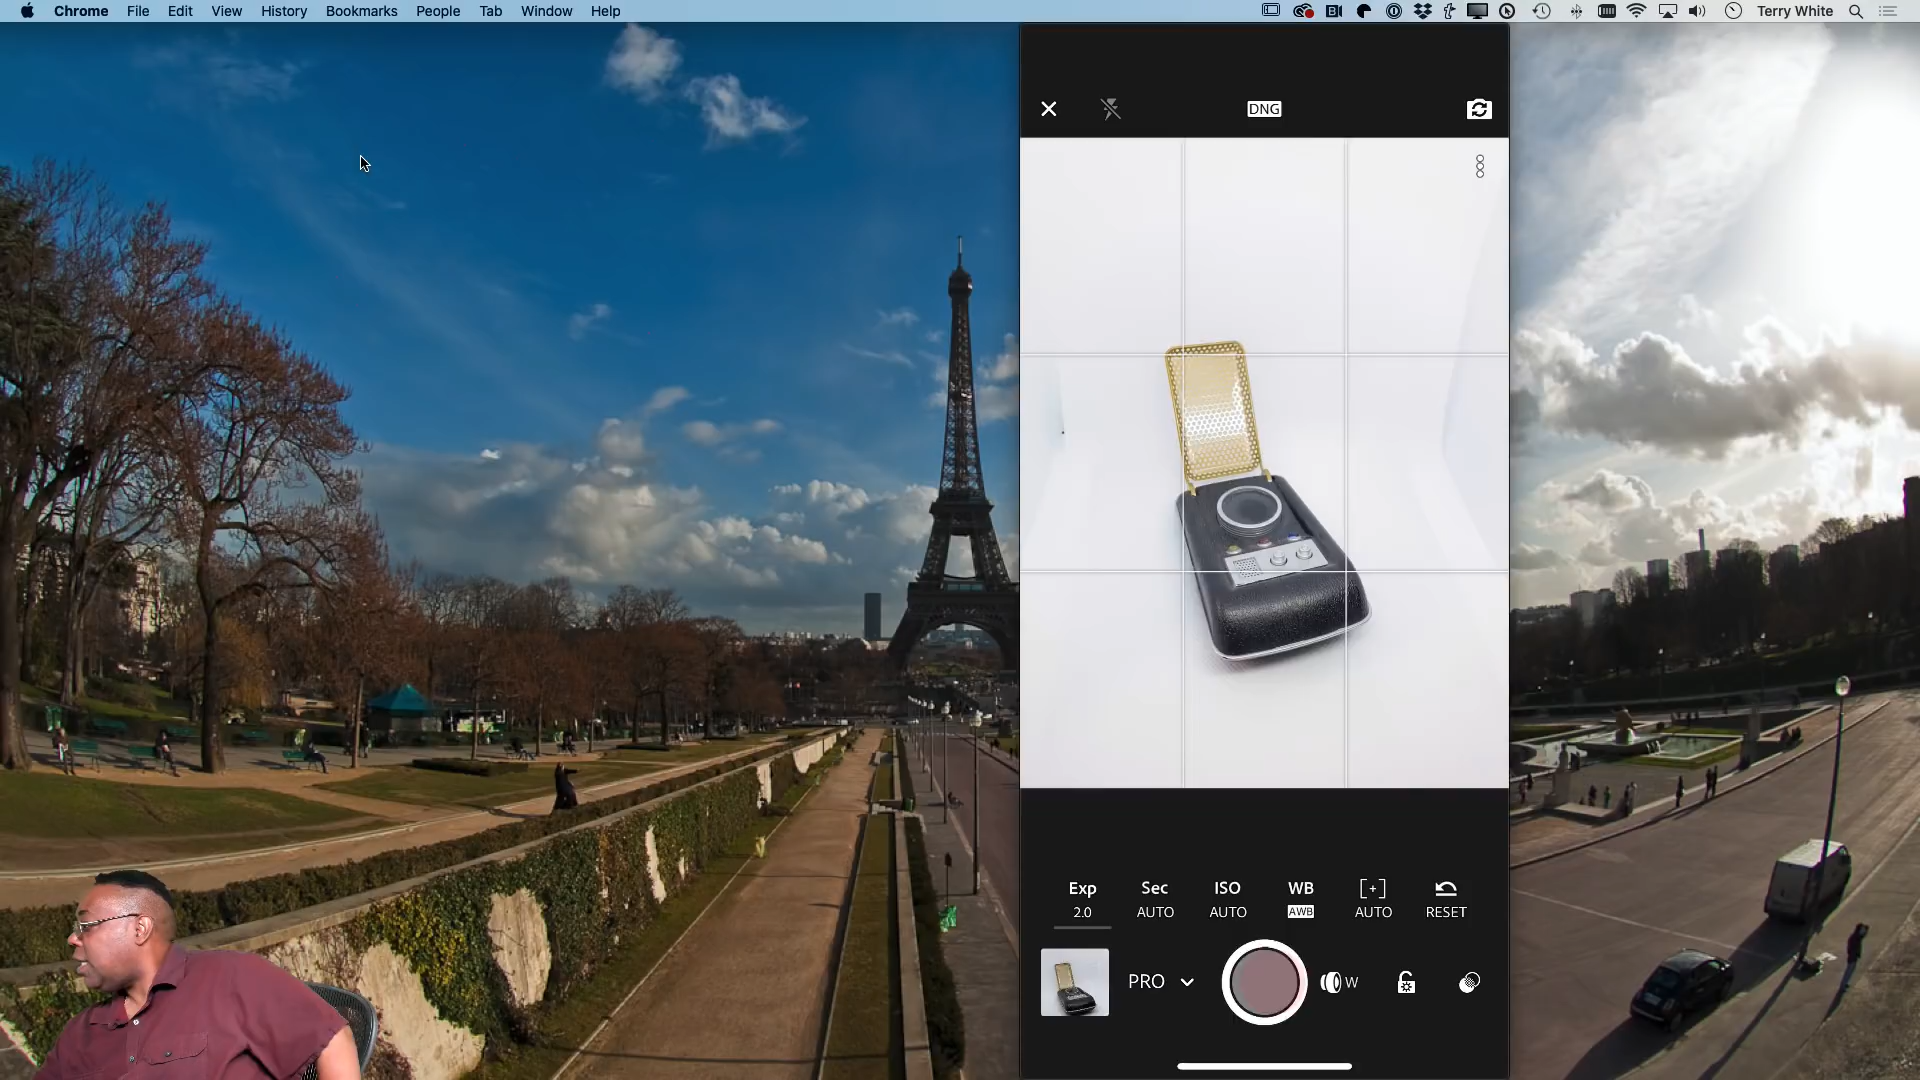 Chrome File Edit View History Bookmarks People Tab Window Help Terry White
DNG
Exp Sec ISO WB [+]
2.0 AUTO AUTO AWB AUTO RESET
PRO W